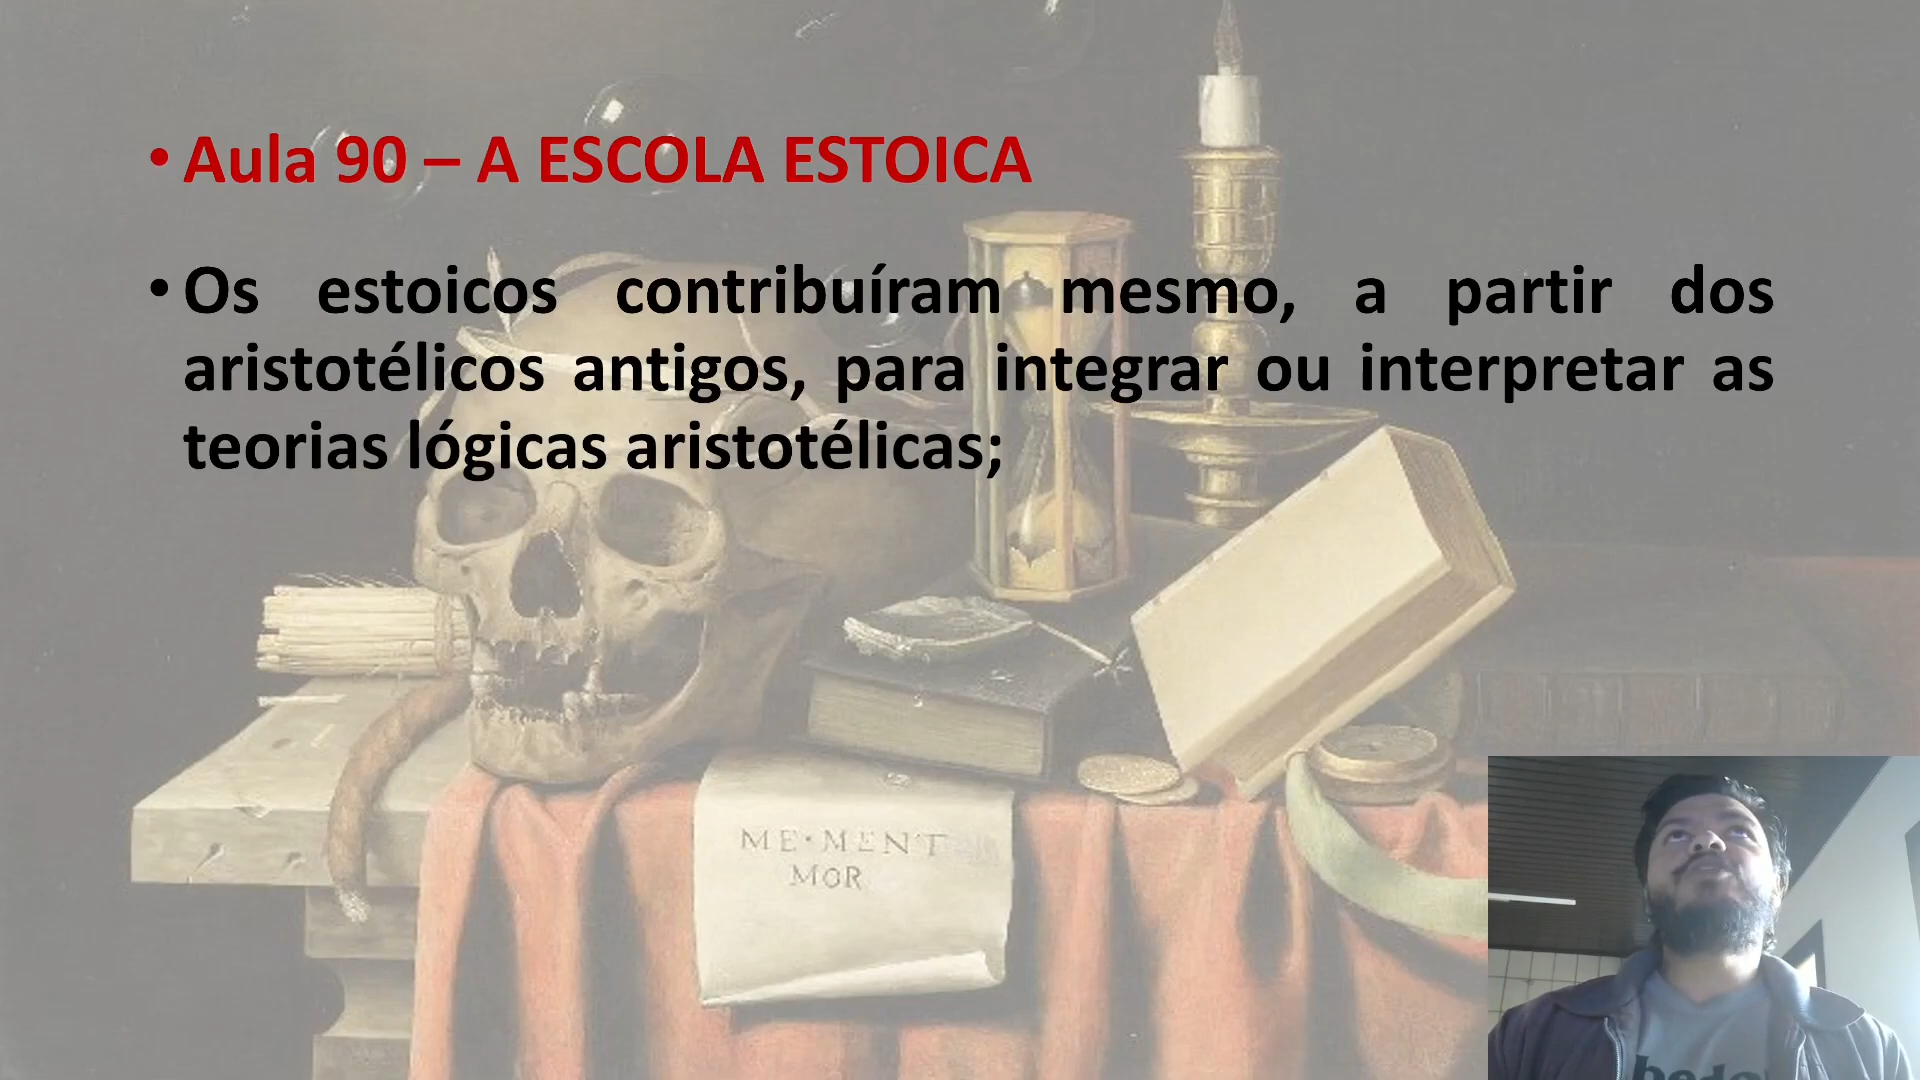 • Aula 90 – A ESCOLA ESTOICA
• Os estoicos contribuíram mesmo, a partir dos
aristotélicos antigos, para integrar ou interpretar as
teorias lógicas aristotélicas;
ME·MENT
MOR